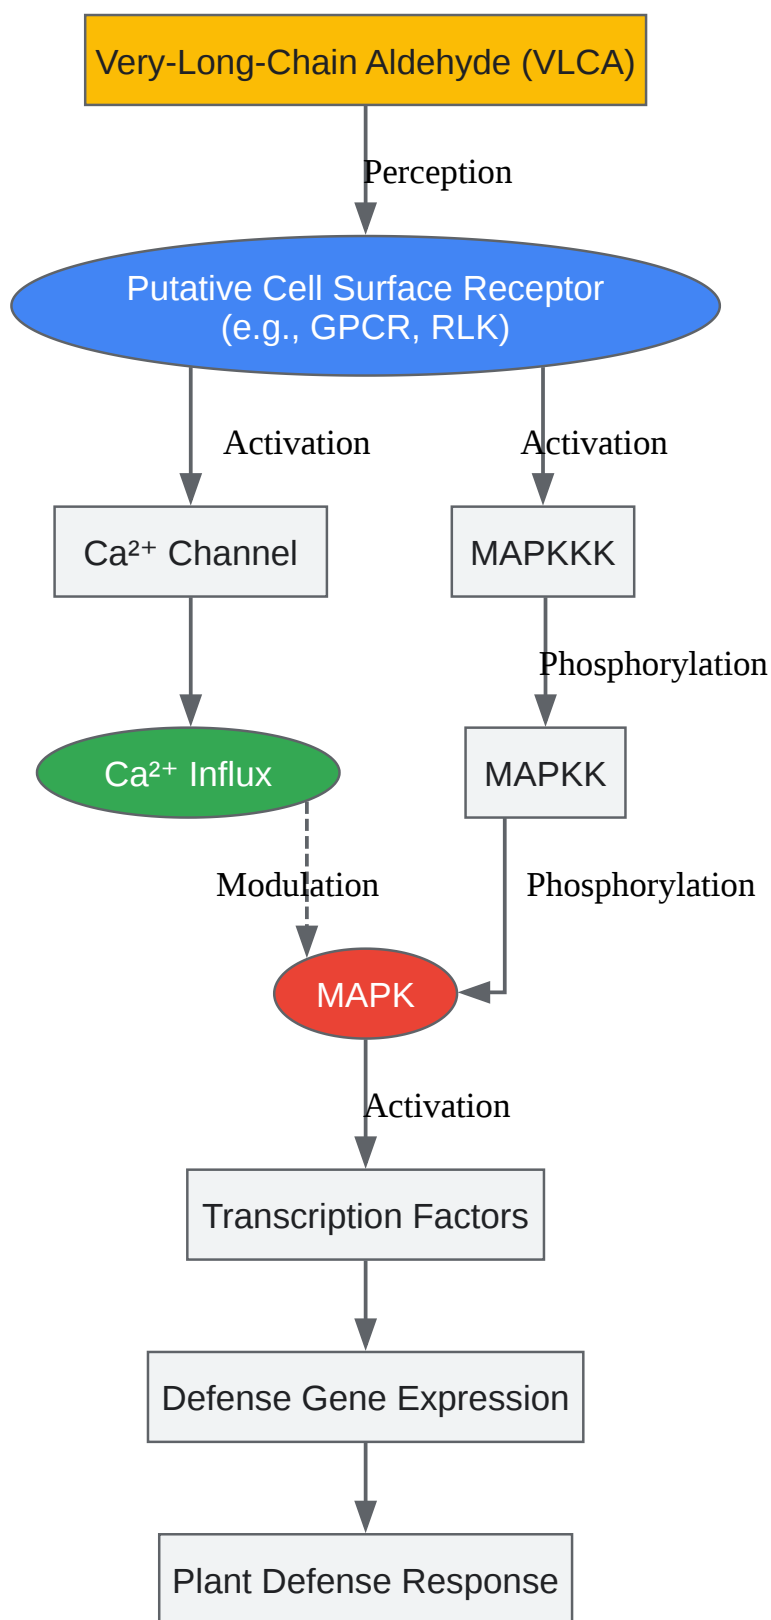 Very-Long-Chain Aldehyde (VLCA)
Perception
Putative Cell Surface Receptor
(e.g., GPCR, RLK)
Activation
Activation
Ca²⁺ Channel
MAPKKK
Phosphorylation
Ca²⁺ Influx
MAPKK
Modulation
Phosphorylation
MAPK
Activation
Transcription Factors
Defense Gene Expression
Plant Defense Response